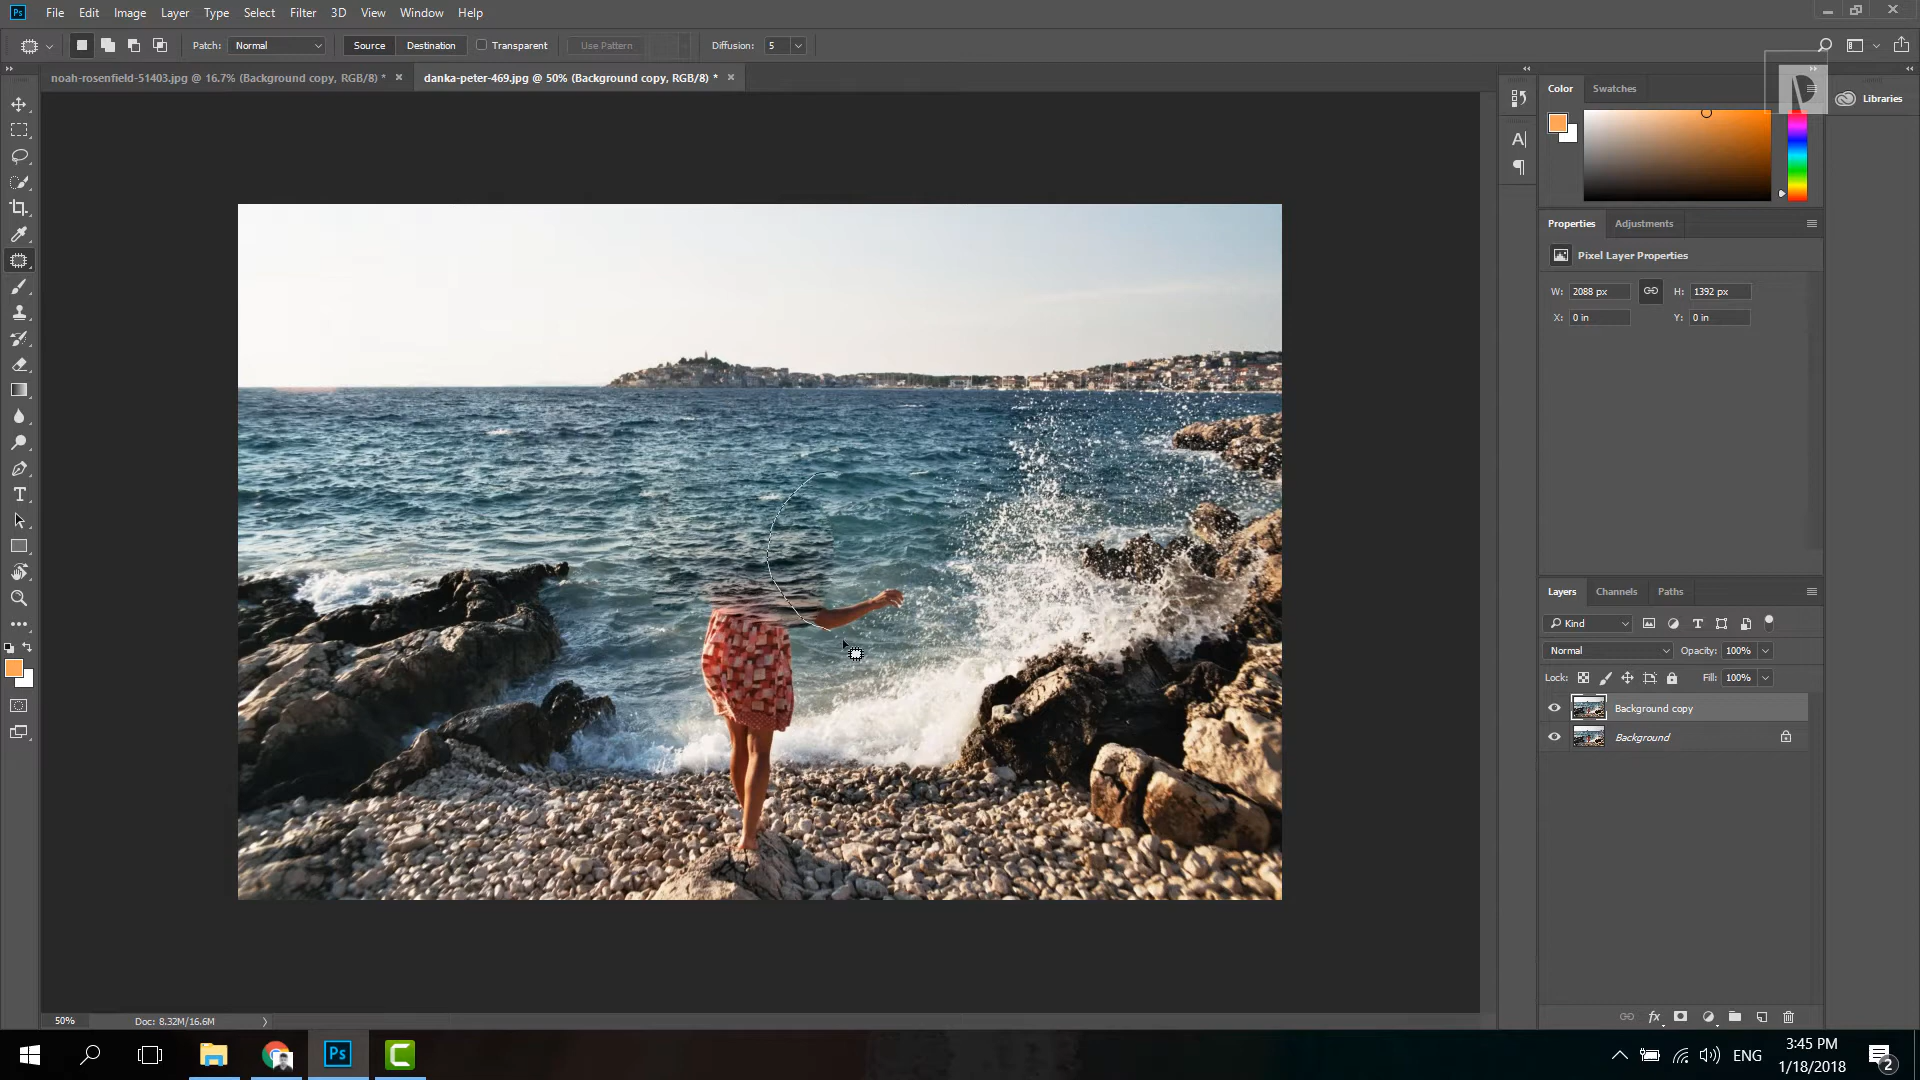 Ps File Edit Image Layer Type Select Filter 3D View Window Help
Patch: Normal Source Destination Transparent Use Pattern Diffusion: 5
noah-rosenfield-51403.jpg @ 16.7% (Background copy, RGB/8) *
danka-peter-469.jpg @ 50% (Background copy, RGB/8) *
Color Swatches
Libraries
Properties Adjustments
Pixel Layer Properties
W: 2088 px H: 1392 px
X: 0 in Y: 0 in
Layers Channels Paths
Kind
Normal Opacity: 100%
Lock: Fill: 100%
Background copy
Background
fx
50% Doc: 8.32M/16.6M
Ps
ENG
3:45 PM
1/18/2018
2